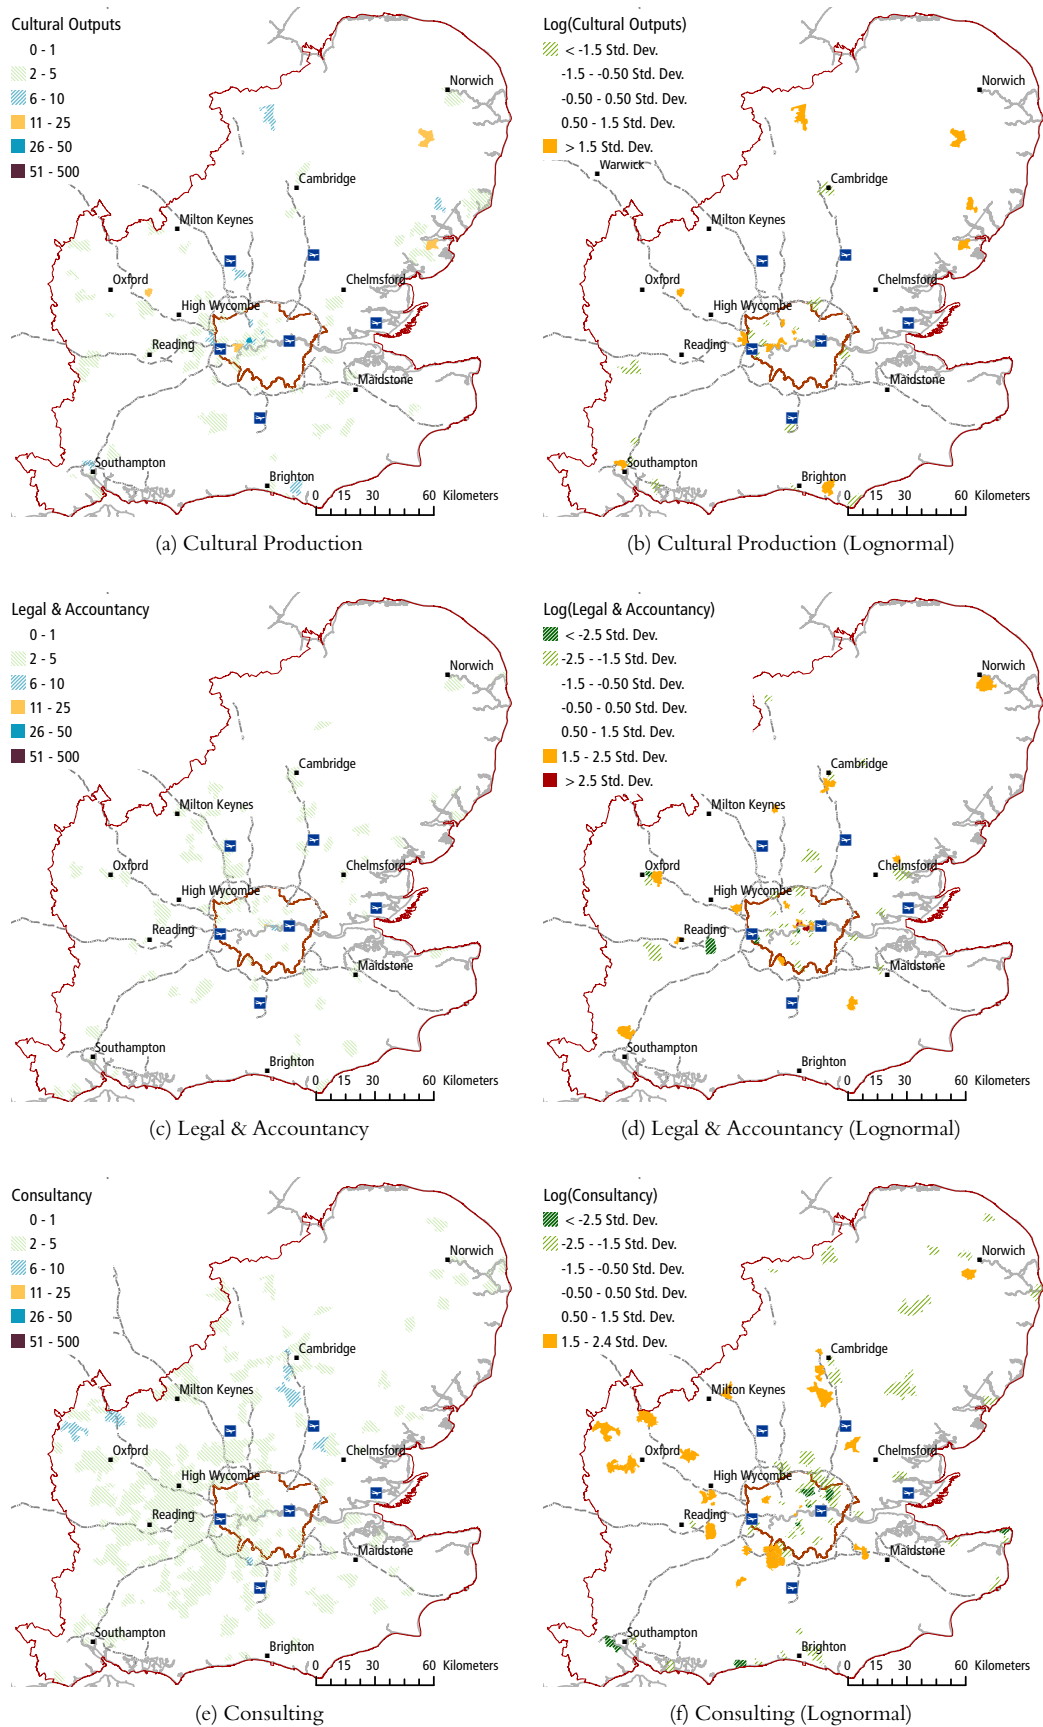 Cultural Outputs
0 - 1
2 - 5
6 - 10
11 - 25
26 - 50
51 - 500
Norwich
Cambridge
Milton Keynes
Oxford
High Wycombe
Chelmsford
Reading
Maidstone
Southampton
Brighton
0 15 30 60 Kilometers
(a) Cultural Production
Log(Cultural Outputs)
< -1.5 Std. Dev.
-1.5 - -0.50 Std. Dev.
-0.50 - 0.50 Std. Dev.
0.50 - 1.5 Std. Dev.
> 1.5 Std. Dev.
Norwich
Warwick
Cambridge
Milton Keynes
Oxford
High Wycombe
Chelmsford
Reading
Maidstone
Southampton
Brighton
0 15 30 60 Kilometers
(b) Cultural Production (Lognormal)
Legal & Accountancy
0 - 1
2 - 5
6 - 10
11 - 25
26 - 50
51 - 500
Norwich
Cambridge
Milton Keynes
Oxford
Chelmsford
High Wycombe
Reading
Maidstone
Southampton
Brighton
0 15 30 60 Kilometers
(c) Legal & Accountancy
Log(Legal & Accountancy)
< -2.5 Std. Dev.
-2.5 - -1.5 Std. Dev.
-1.5 - -0.50 Std. Dev.
-0.50 - 0.50 Std. Dev.
0.50 - 1.5 Std. Dev.
1.5 - 2.5 Std. Dev.
> 2.5 Std. Dev.
Norwich
Cambridge
Milton Keynes
Oxford
Chelmsford
High Wycombe
Reading
Maidstone
Southampton
Brighton
0 15 30 60 Kilometers
(d) Legal & Accountancy (Lognormal)
Consultancy
0 - 1
2 - 5
6 - 10
11 - 25
26 - 50
51 - 500
Norwich
Cambridge
Milton Keynes
Oxford
Chelmsford
High Wycombe
Reading
Maidstone
Southampton
Brighton
0 15 30 60 Kilometers
(e) Consulting
Log(Consultancy)
< -2.5 Std. Dev.
-2.5 - -1.5 Std. Dev.
-1.5 - -0.50 Std. Dev.
-0.50 - 0.50 Std. Dev.
0.50 - 1.5 Std. Dev.
1.5 - 2.4 Std. Dev.
Norwich
Cambridge
Milton Keynes
Oxford
Chelmsford
High Wycombe
Reading
Maidstone
Southampton
Brighton
0 15 30 60 Kilometers
(f) Consulting (Lognormal)